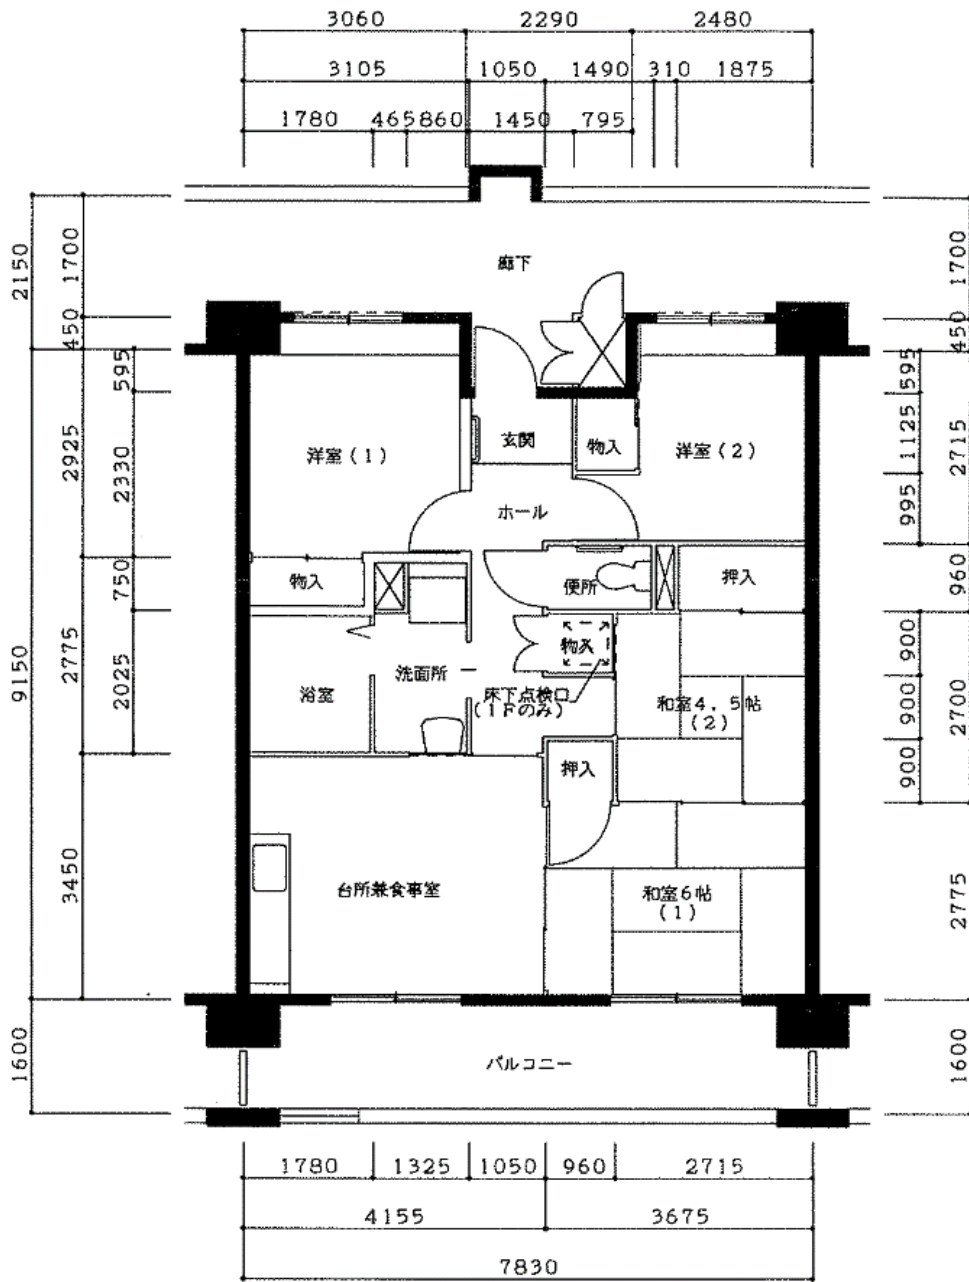 3060 2290 2480
3105 1050 1490 310 1875
1780 465 860 1450 795
2150
1700
450
595
2925
2330
750
2775
2025
9150
3450
1600
1700
450
595
1125
2715
995
960
900
900
2700
900
2775
1600
廊下
玄関
物入
洋室(1)
洋室(2)
ホール
物入
便所
押入
物入
洗面所
浴室
床下点検口
(1Fのみ)
和室4.5帖
(2)
押入
台所兼食事室
和室6帖
(1)
バルコニー
1780 1325 1050 960 2715
4155 3675
7830